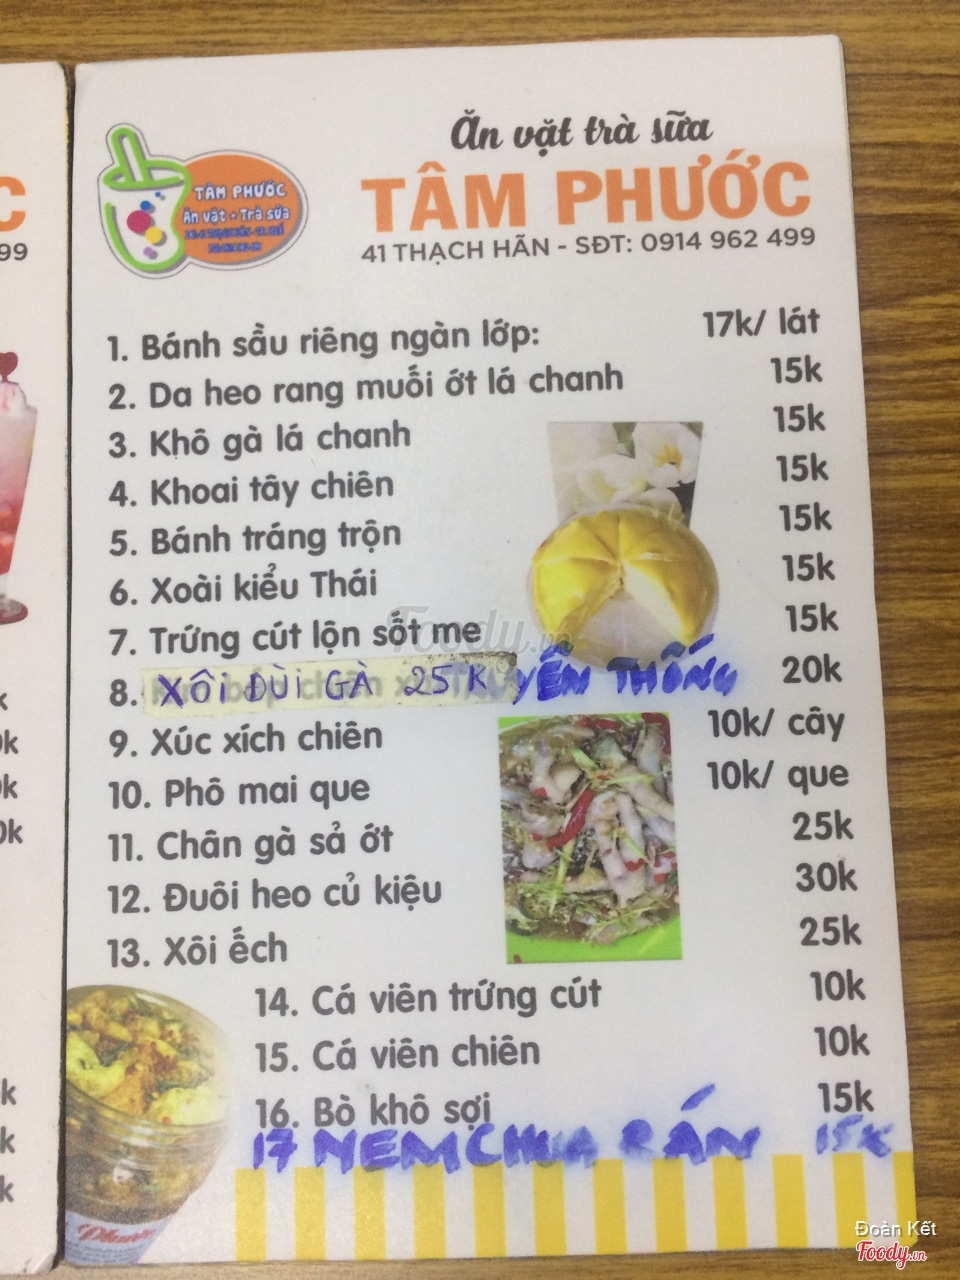 Ăn vặt trà sữa
TÂM PHƯỚC
41 THẠCH HÃN - SĐT: 0914 962 499
TÂM PHƯỚC
Ăn vặt - Trà sữa
C
99
1. Bánh sầu riêng ngàn lớp: 17k/ lát
2. Da heo rang muối ớt lá chanh 15k
3. Khô gà lá chanh 15k
4. Khoai tây chiên 15k
5. Bánh tráng trộn 15k
6. Xoài kiểu Thái 15k
7. Trứng cút lộn sốt me 15k
8. XÔI ĐÙI GÀ 25K YẾN THỐNG 20k
9. Xúc xích chiên 10k/ cây
10. Phô mai que 10k/ que
11. Chân gà sả ớt 25k
12. Đuôi heo củ kiệu 30k
13. Xôi ếch 25k
14. Cá viên trứng cút 10k
15. Cá viên chiên 10k
16. Bò khô sợi 15k
17 NEM CHUA RÁN 15K
k
0k
k
0k
k
k
k
Foody.vn
Đoàn Kết
Foody.vn